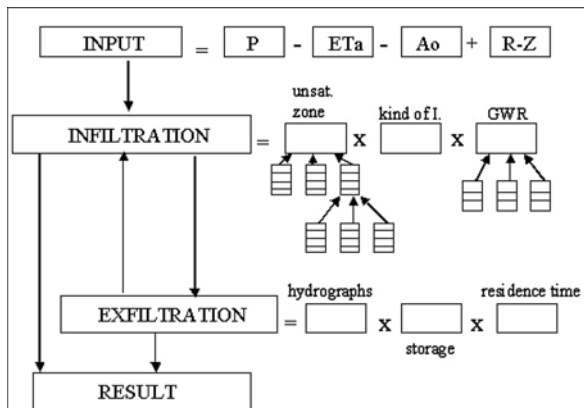 INPUT = P - ETa - Ao + R-Z
unsat.
zone kind of I. GWR
INFILTRATION = x x
hydrographs residence time
EXFILTRATION = x x
storage
RESULT